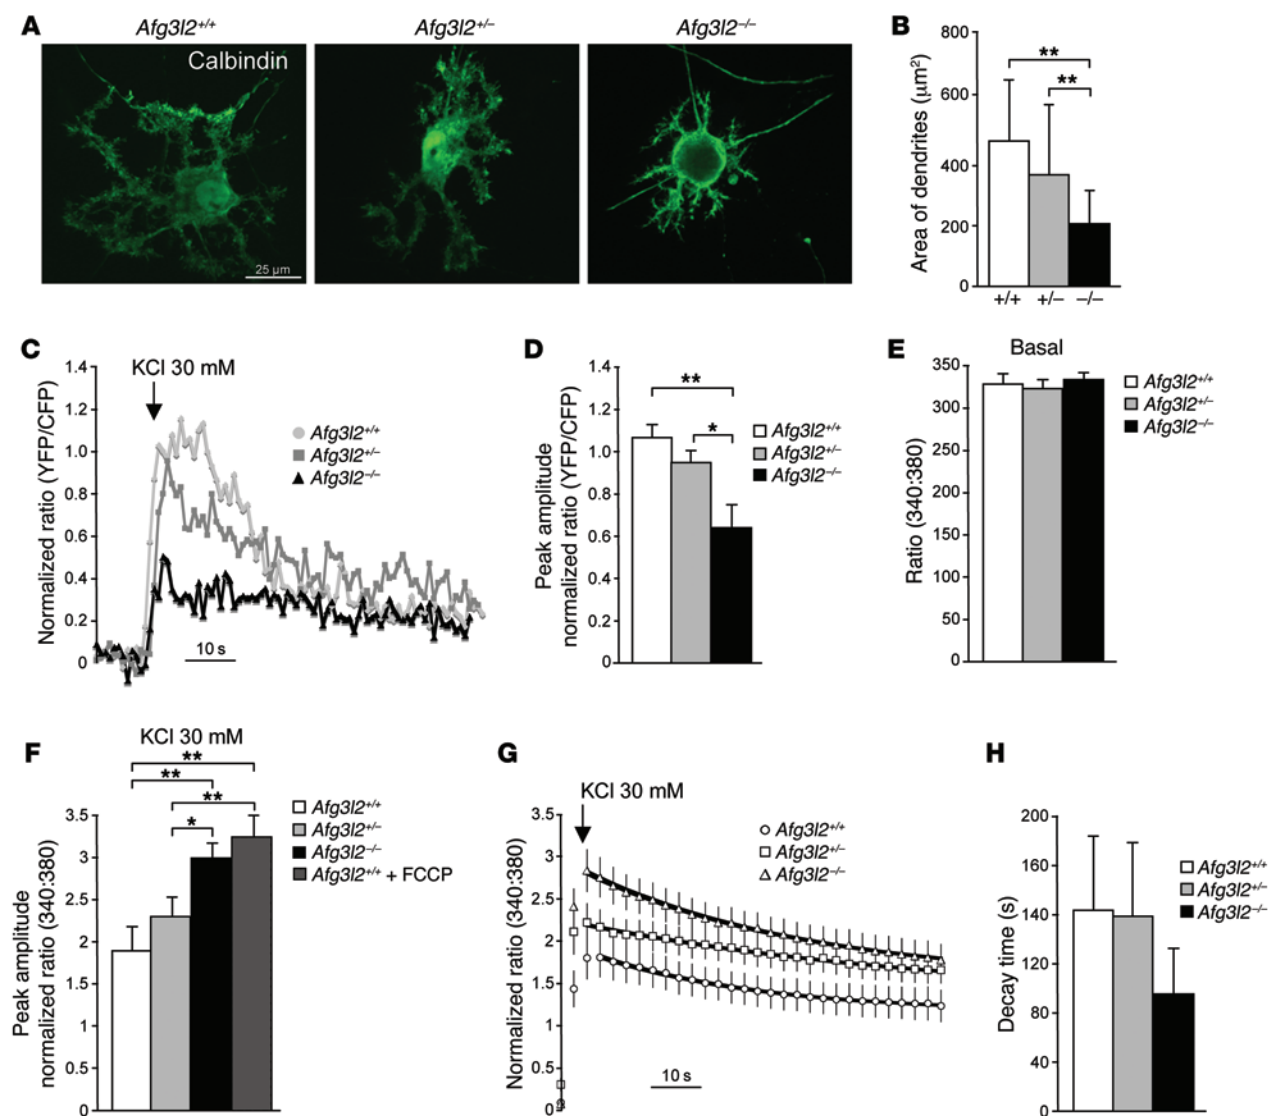 A
Afg3l2+/+
Afg3l2+/–
Afg3l2–/–
Calbindin
25 μm
B
Area of dendrites (μm2)
800
600
400
200
0
**
**
+/+ +/– –/–
C
KCl 30 mM
Normalized ratio (YFP/CFP)
1.4
1.2
1.0
0.8
0.6
0.4
0.2
0
Afg3l2+/+
Afg3l2+/–
Afg3l2–/–
10 s
D
Peak amplitude
normalized ratio (YFP/CFP)
1.4
1.2
1.0
0.8
0.6
0.4
0.2
0
**
*
Afg3l2+/+
Afg3l2+/–
Afg3l2–/–
E
Basal
Ratio (340:380)
350
300
250
200
150
100
50
0
Afg3l2+/+
Afg3l2+/–
Afg3l2–/–
F
KCl 30 mM
**
**
**
*
Peak amplitude
normalized ratio (340:380)
3.5
3
2.5
2
1.5
1
0.5
0
Afg3l2+/+
Afg3l2+/–
Afg3l2–/–
Afg3l2+/+ + FCCP
G
KCl 30 mM
Normalized ratio (340:380)
3.5
3
2.5
2
1.5
1
0.5
0
Afg3l2+/+
Afg3l2+/–
Afg3l2–/–
10 s
H
Decay time (s)
200
160
140
120
80
40
0
Afg3l2+/+
Afg3l2+/–
Afg3l2–/–